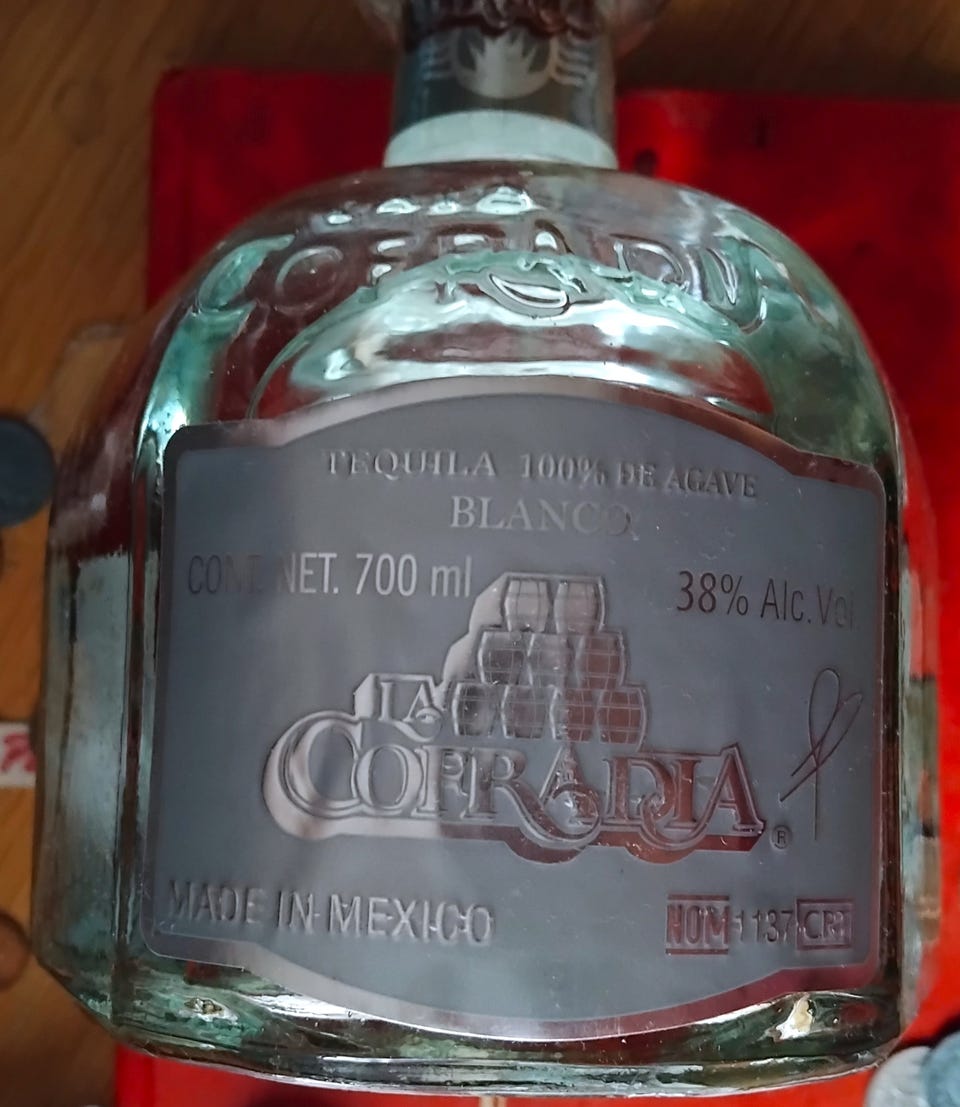 COFRADIA
TEQUILA 100% DE AGAVE
BLANCO
CONT. NET. 700 ml
38% Alc. Vol.
LA
COFRADIA ®
MADE IN MEXICO
NOM 1137 CRT